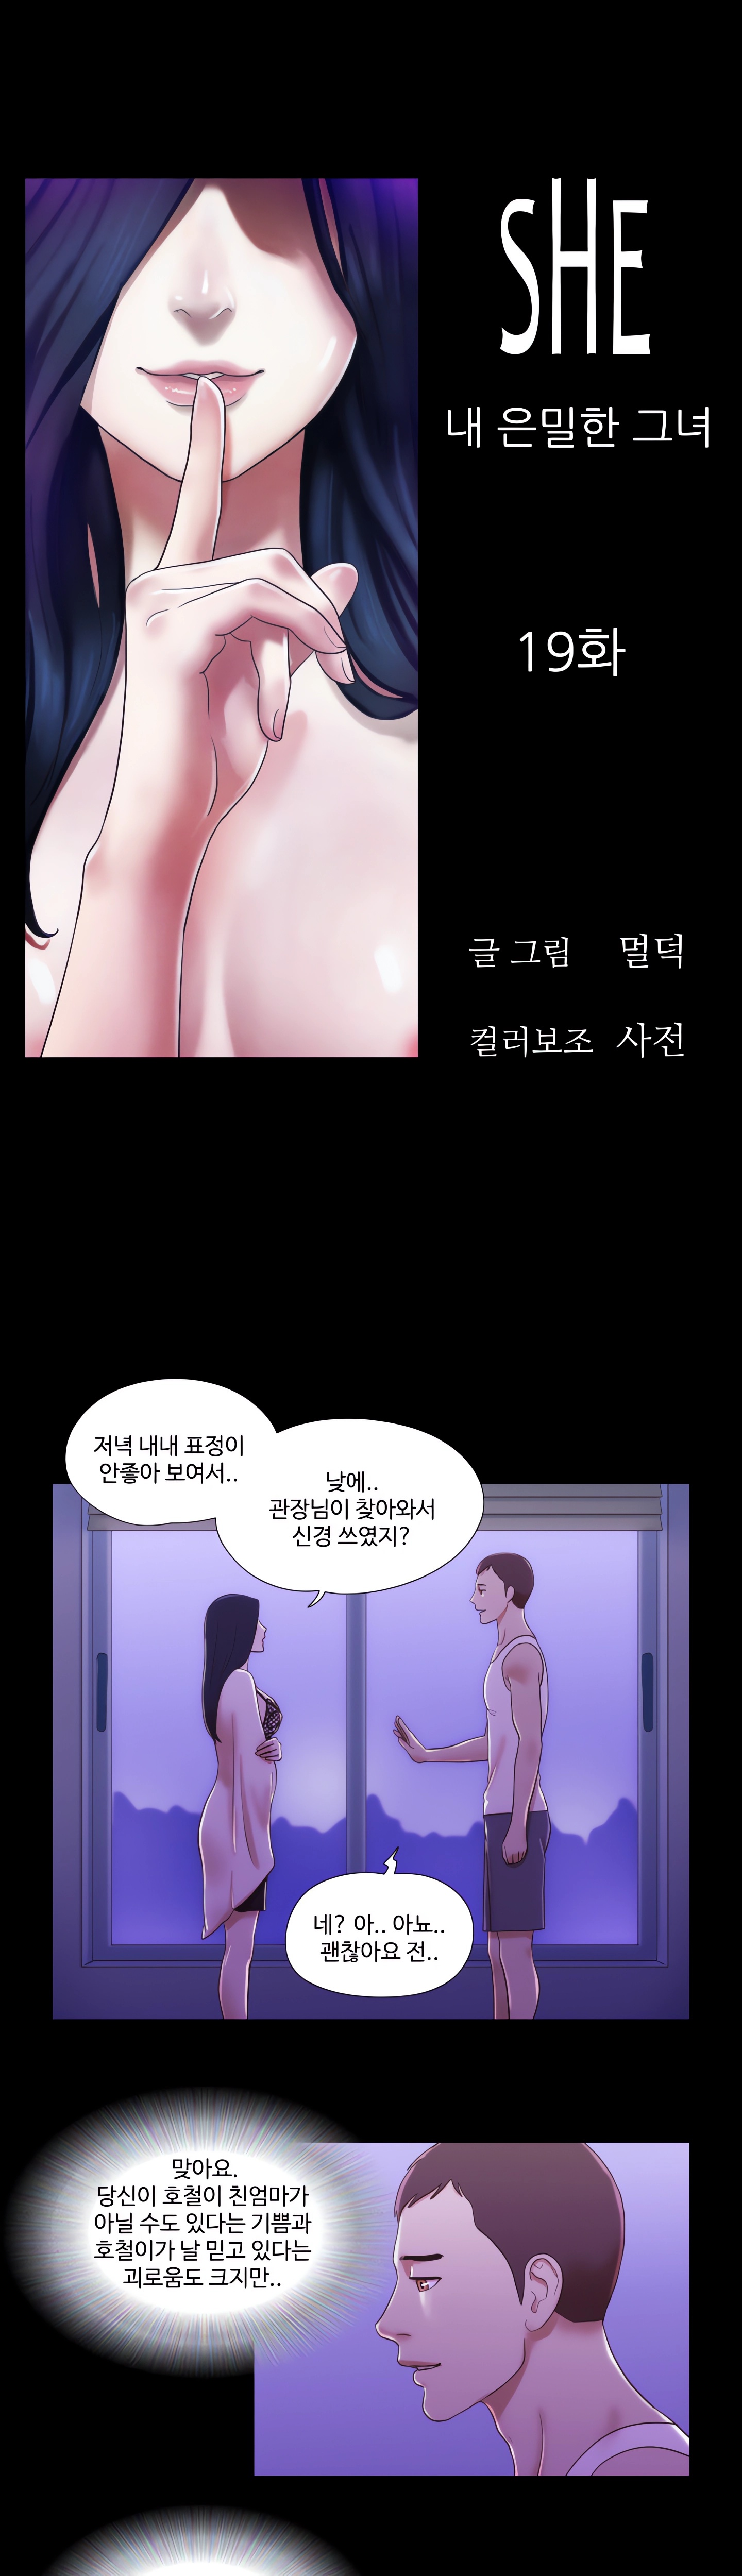 SHE
내 은밀한 그녀
19화
글 그림 멀덕
컬러보조 사전
저녁 내내 표정이
안좋아 보여서..
낮에..
관장님이 찾아와서
신경 쓰였지?
네? 아.. 아뇨..
괜찮아요 전..
맞아요.
당신이 호철이 친엄마가
아닐 수도 있다는 기쁨과
호철이가 날 믿고 있다는
괴로움도 크지만..